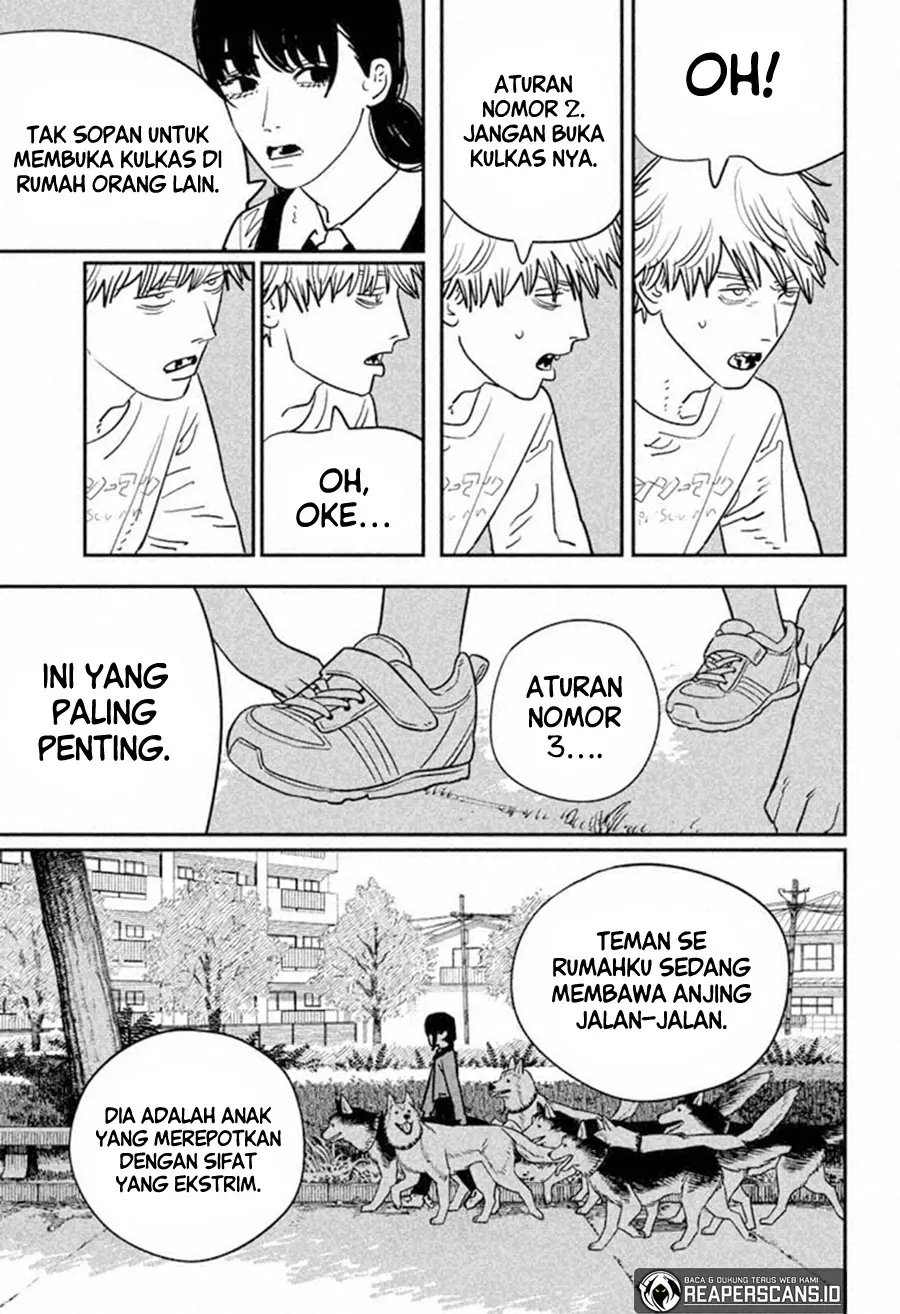 OH!
ATURAN
NOMOR 2.
JANGAN BUKA
KULKAS NYA.
TAK SOPAN UNTUK
MEMBUKA KULKAS DI
RUMAH ORANG LAIN.
OH,
OKE...
ATURAN
NOMOR
3....
INI YANG
PALING
PENTING.
TEMAN SE
RUMAHKU SEDANG
MEMBAWA ANJING
JALAN-JALAN.
DIA ADALAH ANAK
YANG MEREPOTKAN
DENGAN SIFAT
YANG EKSTRIM.
BACA & DUKUNG TERUS WEB KAMI
REAPERSCANS.ID